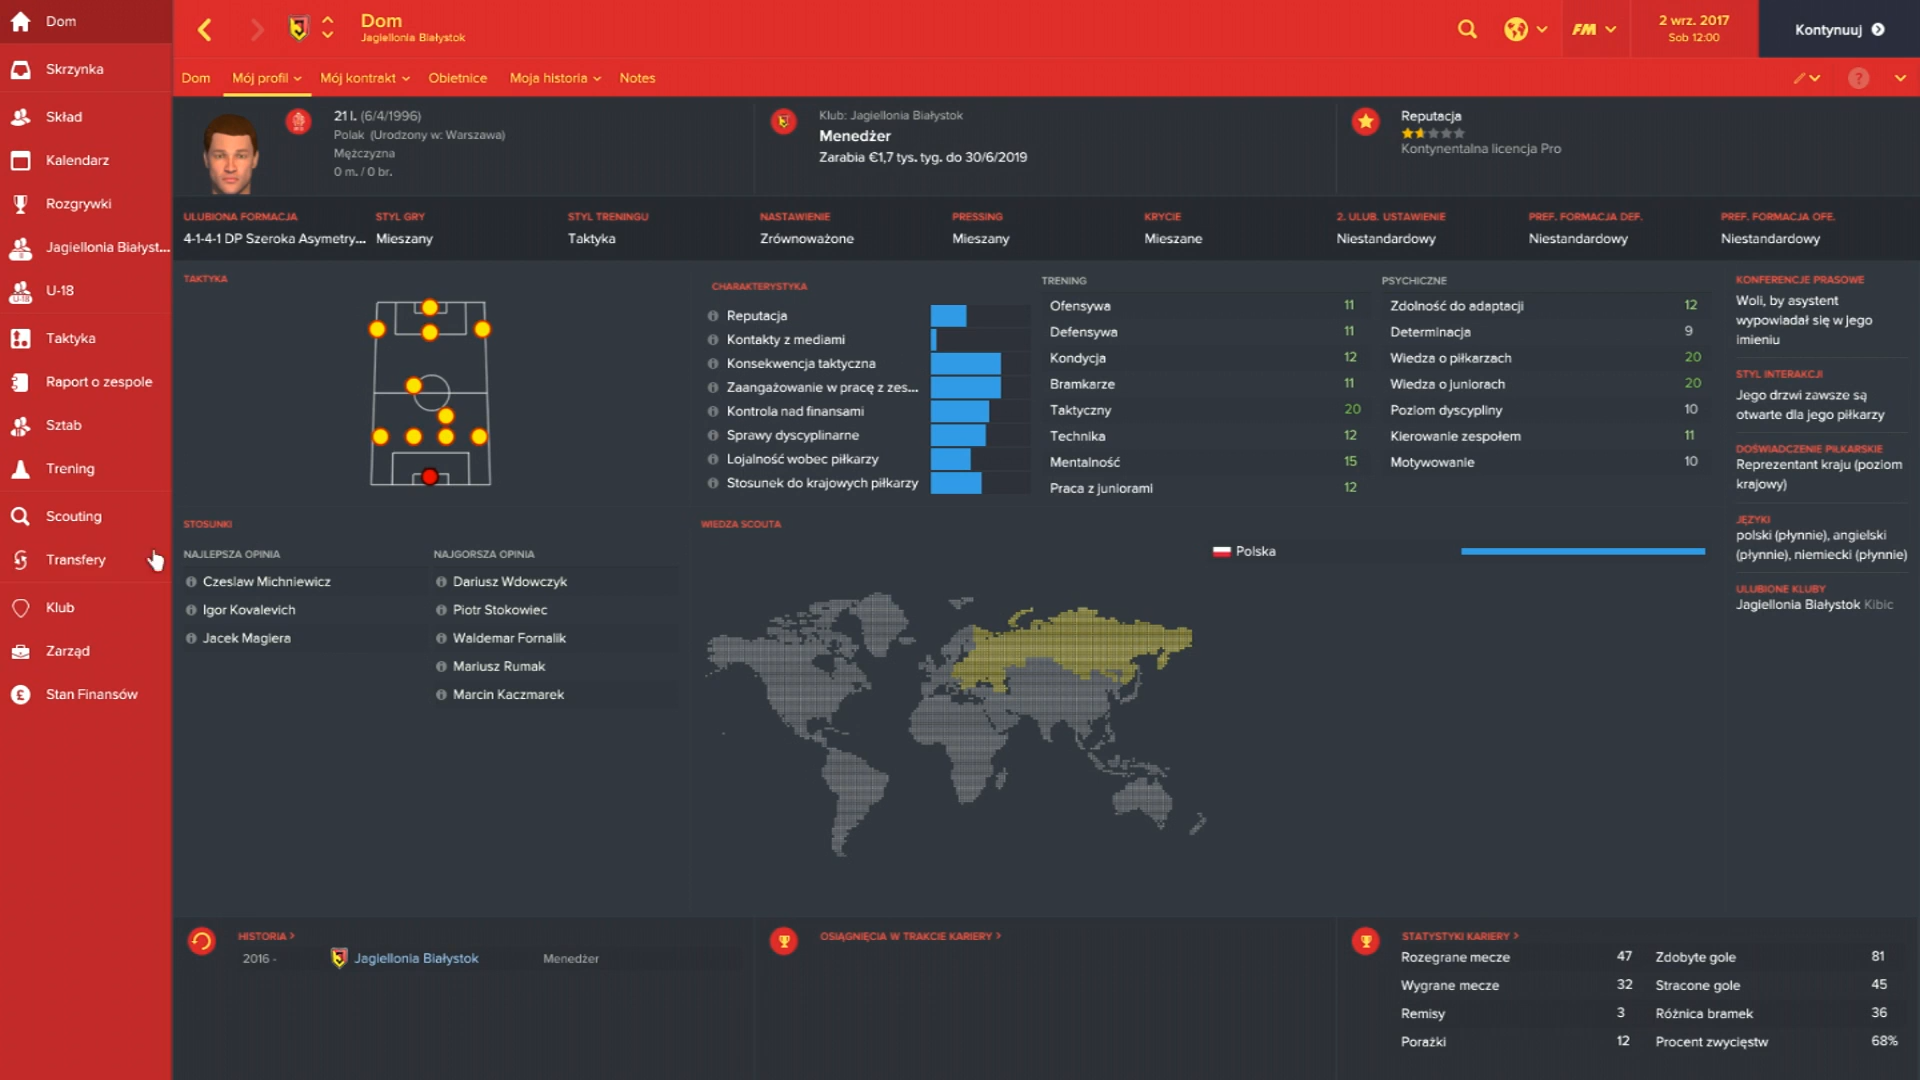 Dom
Skrzynka
Skład
Kalendarz
Rozgrywki
Jagiellonia Białyst...
U-18
Taktyka
Raport o zespole
Sztab
Trening
Scouting
Transfery
Klub
Zarząd
Stan Finansów
Dom
Jagiellonia Białystok
FM
2 wrz. 2017
Sob 12:00
Kontynuuj
Dom
Mój profil
Mój kontrakt
Obietnice
Moja historia
Notes
21 l. (6/4/1996)
Polak (Urodzony w: Warszawa)
Mężczyzna
0 m. / 0 br.
Klub: Jagiellonia Białystok
Menedżer
Zarabia €1,7 tys. tyg. do 30/6/2019
Reputacja
Kontynentalna licencja Pro
ULUBIONA FORMACJA
4-1-4-1 DP Szeroka Asymetry...
STYL GRY
Mieszany
STYL TRENINGU
Taktyka
NASTAWIENIE
Zrównoważone
PRESSING
Mieszany
KRYCIE
Mieszane
2. ULUB. USTAWIENIE
Niestandardowy
PREF. FORMACJA DEF.
Niestandardowy
PREF. FORMACJA OFE.
Niestandardowy
TAKTYKA
CHARAKTERYSTYKA
Reputacja
Kontakty z mediami
Konsekwencja taktyczna
Zaangażowanie w pracę z zes...
Kontrola nad finansami
Sprawy dyscyplinarne
Lojalność wobec piłkarzy
Stosunek do krajowych piłkarzy
TRENING
Ofensywa 11
Defensywa 11
Kondycja 12
Bramkarze 11
Taktyczny 20
Technika 12
Mentalność 15
Praca z juniorami 12
PSYCHICZNE
Zdolność do adaptacji 12
Determinacja 9
Wiedza o piłkarzach 20
Wiedza o juniorach 20
Poziom dyscypliny 10
Kierowanie zespołem 11
Motywowanie 10
KONFERENCJE PRASOWE
Woli, by asystent
wypowiadał się w jego
imieniu
STYL INTERAKCJI
Jego drzwi zawsze są
otwarte dla jego piłkarzy
DOŚWIADCZENIE PIŁKARSKIE
Reprezentant kraju (poziom
krajowy)
JĘZYKI
polski (płynnie), angielski
(płynnie), niemiecki (płynnie)
ULUBIONE KLUBY
Jagiellonia Białystok Kibic
STOSUNKI
NAJLEPSZA OPINIA
Czeslaw Michniewicz
Igor Kovalevich
Jacek Magiera
NAJGORSZA OPINIA
Dariusz Wdowczyk
Piotr Stokowiec
Waldemar Fornalik
Mariusz Rumak
Marcin Kaczmarek
WIEDZA SCOUTA
Polska
HISTORIA >
2016 - Jagiellonia Białystok Menedżer
OSIĄGNIĘCIA W TRAKCIE KARIERY >
STATYSTYKI KARIERY >
Rozegrane mecze 47 Zdobyte gole 81
Wygrane mecze 32 Stracone gole 45
Remisy 3 Różnica bramek 36
Porażki 12 Procent zwycięstw 68%